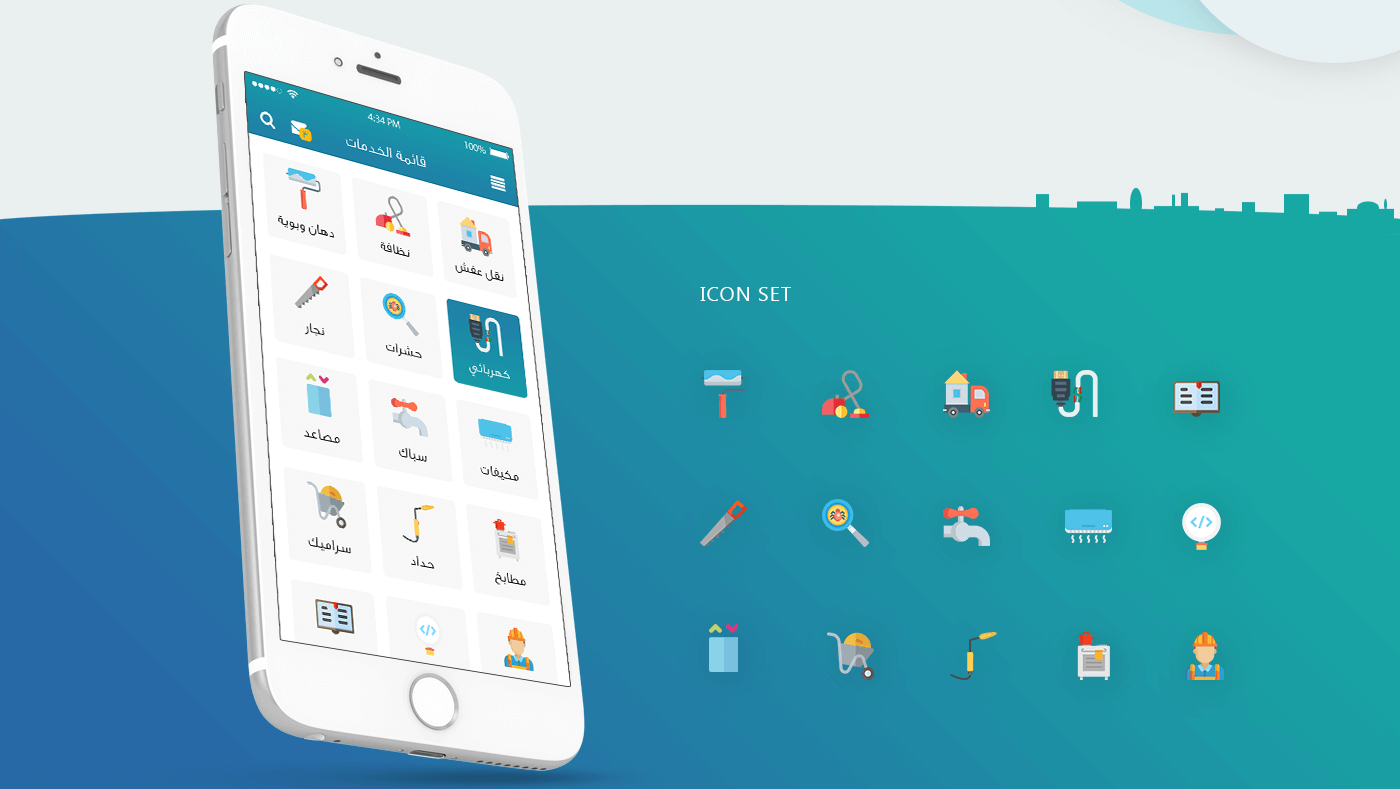 4:34 PM
100%
قائمة الخدمات
نقل عفش
نظافة
دهان وبوية
كهربائي
حشرات
نجار
مكيفات
سباك
مصاعد
مطابخ
حداد
سراميك
ICON SET